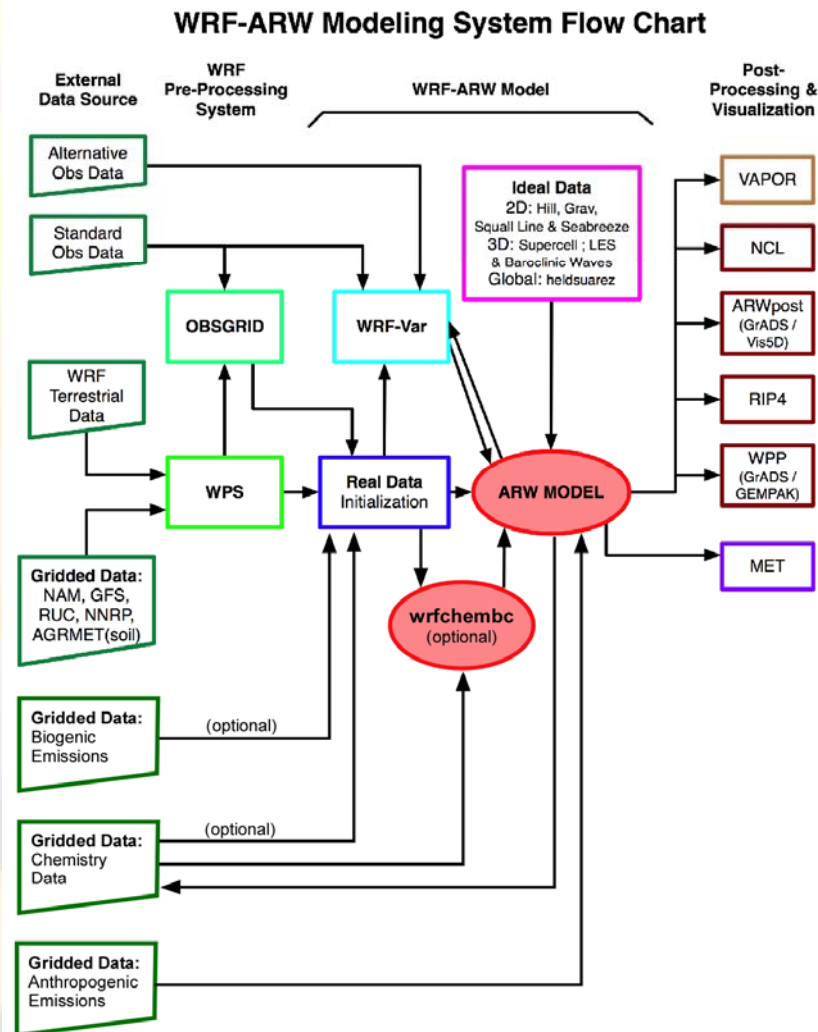 WRF-ARW Modeling System Flow Chart
External
Data Source
WRF
Pre-Processing
System
WRF-ARW Model
Post-
Processing &
Visualization
Alternative
Obs Data
Standard
Obs Data
OBSGRID
WRF-Var
Ideal Data
2D: Hill, Grav,
Squall Line & Seabreeze
3D: Supercell ; LES
& Baroclinic Waves
Global: heldsuarez
VAPOR
NCL
ARWpost
(GrADS /
Vis5D)
RIP4
WPP
(GrADS /
GEMPAK)
MET
WRF
Terrestrial
Data
WPS
Real Data
Initialization
ARW MODEL
Gridded Data:
NAM, GFS,
RUC, NNRP,
AGRMET(soil)
wrfchembc
(optional)
Gridded Data:
Biogenic
Emissions
(optional)
Gridded Data:
Chemistry
Data
(optional)
Gridded Data:
Anthropogenic
Emissions